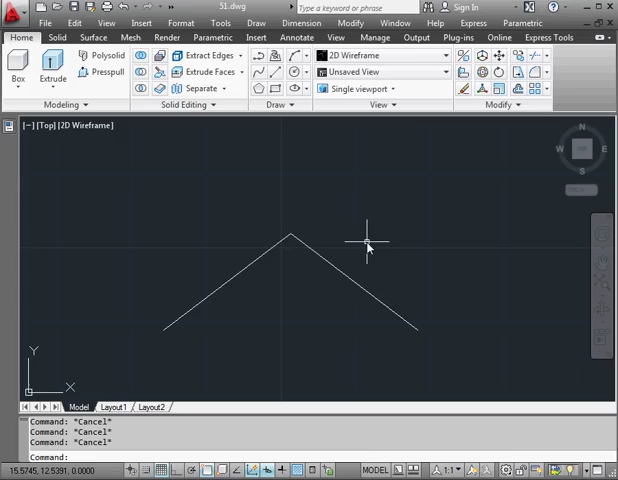 51.dwg
Type a keyword or phrase
Sign In
File Edit View Insert Format Tools Draw Dimension Modify Window Help Express Parametric
Home Solid Surface Mesh Render Parametric Insert Annotate View Manage Output Plug-ins Online Express Tools
Box
Extrude
Polysolid
Presspull
Extract Edges
Extrude Faces
Separate
2D Wireframe
Unsaved View
Single viewport
Modeling Solid Editing Draw View Modify
[−] [Top] [2D Wireframe]
N
W
E
S
Y
X
Model Layout1 Layout2
Command: *Cancel*
Command: *Cancel*
Command: *Cancel*
Command:
15.5745, 12.5391, 0.0000
MODEL
1:1